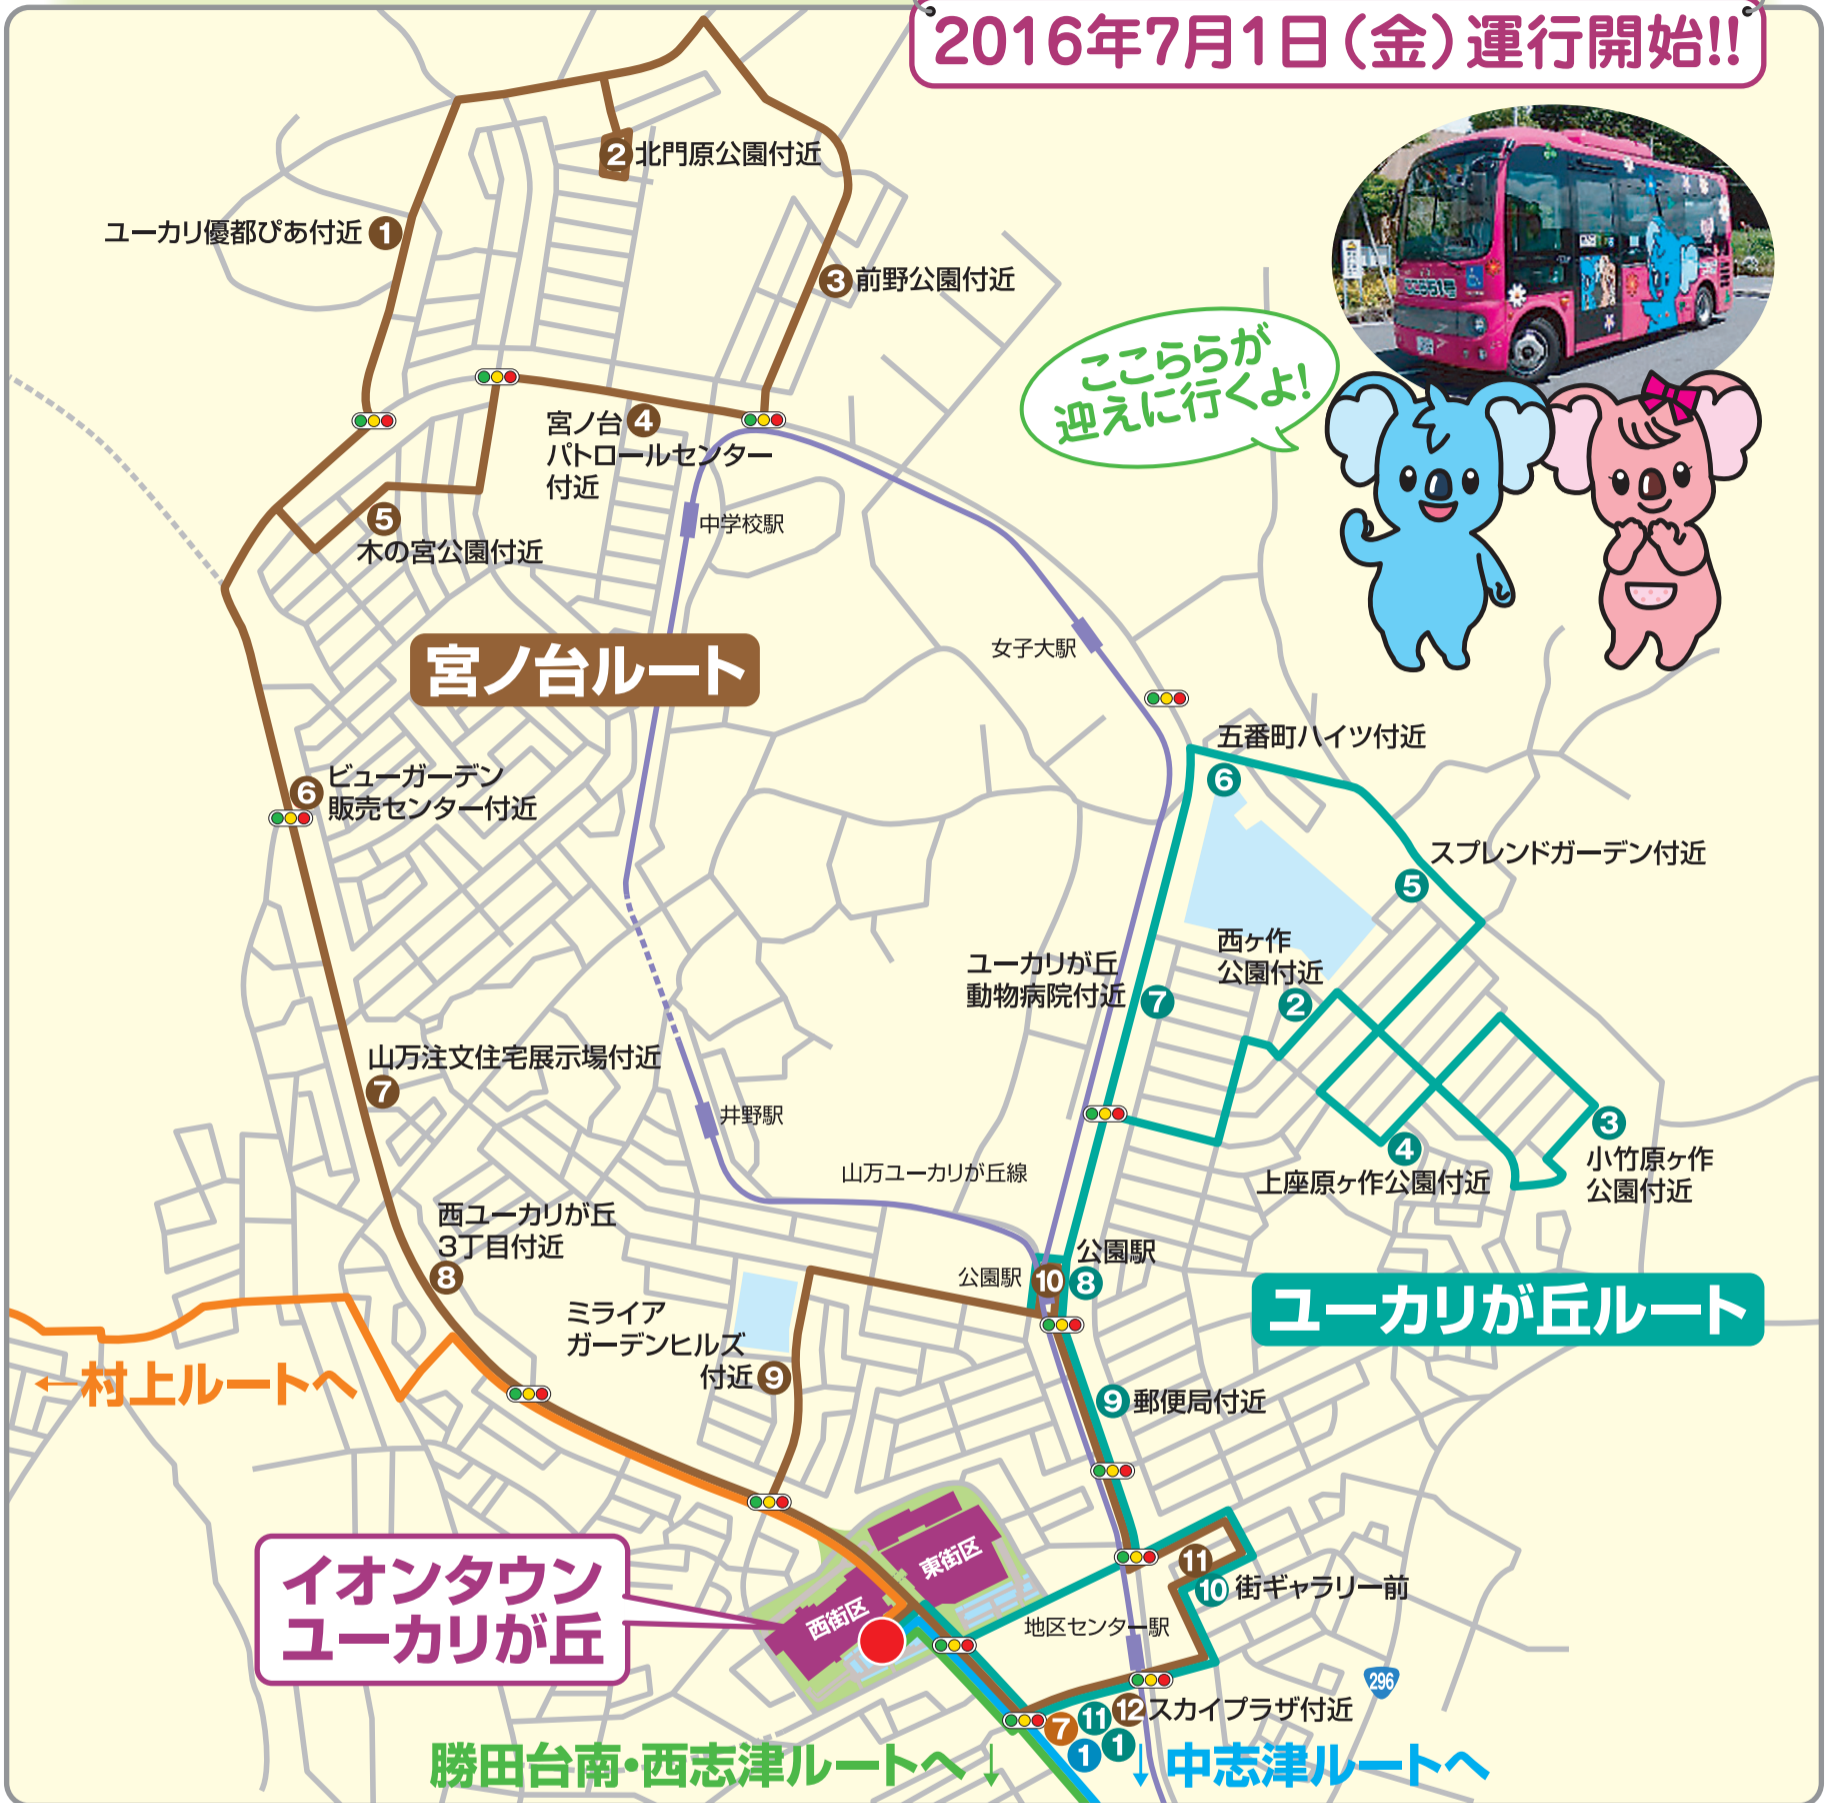 2016年7月1日（金）運行開始!!
2 北門原公園付近
ユーカリ優都ぴあ付近 1
3 前野公園付近
ここらら1号
ここららが
迎えに行くよ!
宮ノ台 4
パトロールセンター
付近
5
木の宮公園付近
中学校駅
女子大駅
宮ノ台ルート
五番町ハイツ付近
6
6 ビューガーデン
販売センター付近
スプレンドガーデン付近
5
西ヶ作
公園付近
2
ユーカリが丘
動物病院付近 7
山万注文住宅展示場付近
7
井野駅
3
小竹原ヶ作
公園付近
4
上座原ヶ作公園付近
山万ユーカリが丘線
西ユーカリが丘
3丁目付近
8
公園駅
公園駅 10 8
ユーカリが丘ルート
ミライア
ガーデンヒルズ
付近 9
←村上ルートへ
9 郵便局付近
イオンタウン
ユーカリが丘
東街区
西街区
11
10 街ギャラリー前
地区センター駅
296
7 11 12 スカイプラザ付近
1 1
勝田台南・西志津ルートへ↓
↓中志津ルートへ